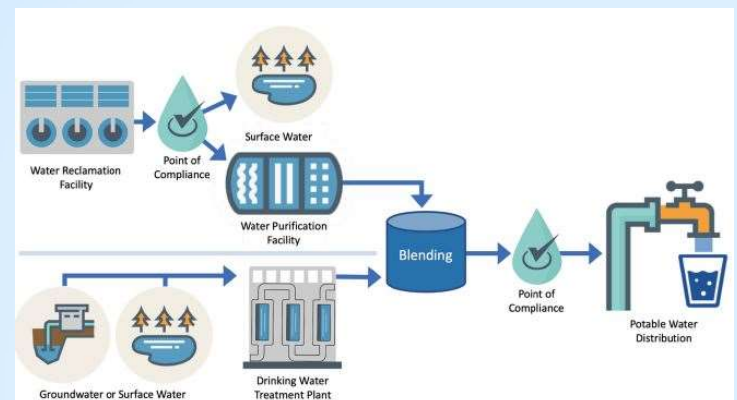 Surface Water
Water Reclamation
Facility
Point of
Compliance
Water Purification
Facility
Blending
Point of
Compliance
Potable Water
Distribution
Groundwater or Surface Water
Drinking Water
Treatment Plant